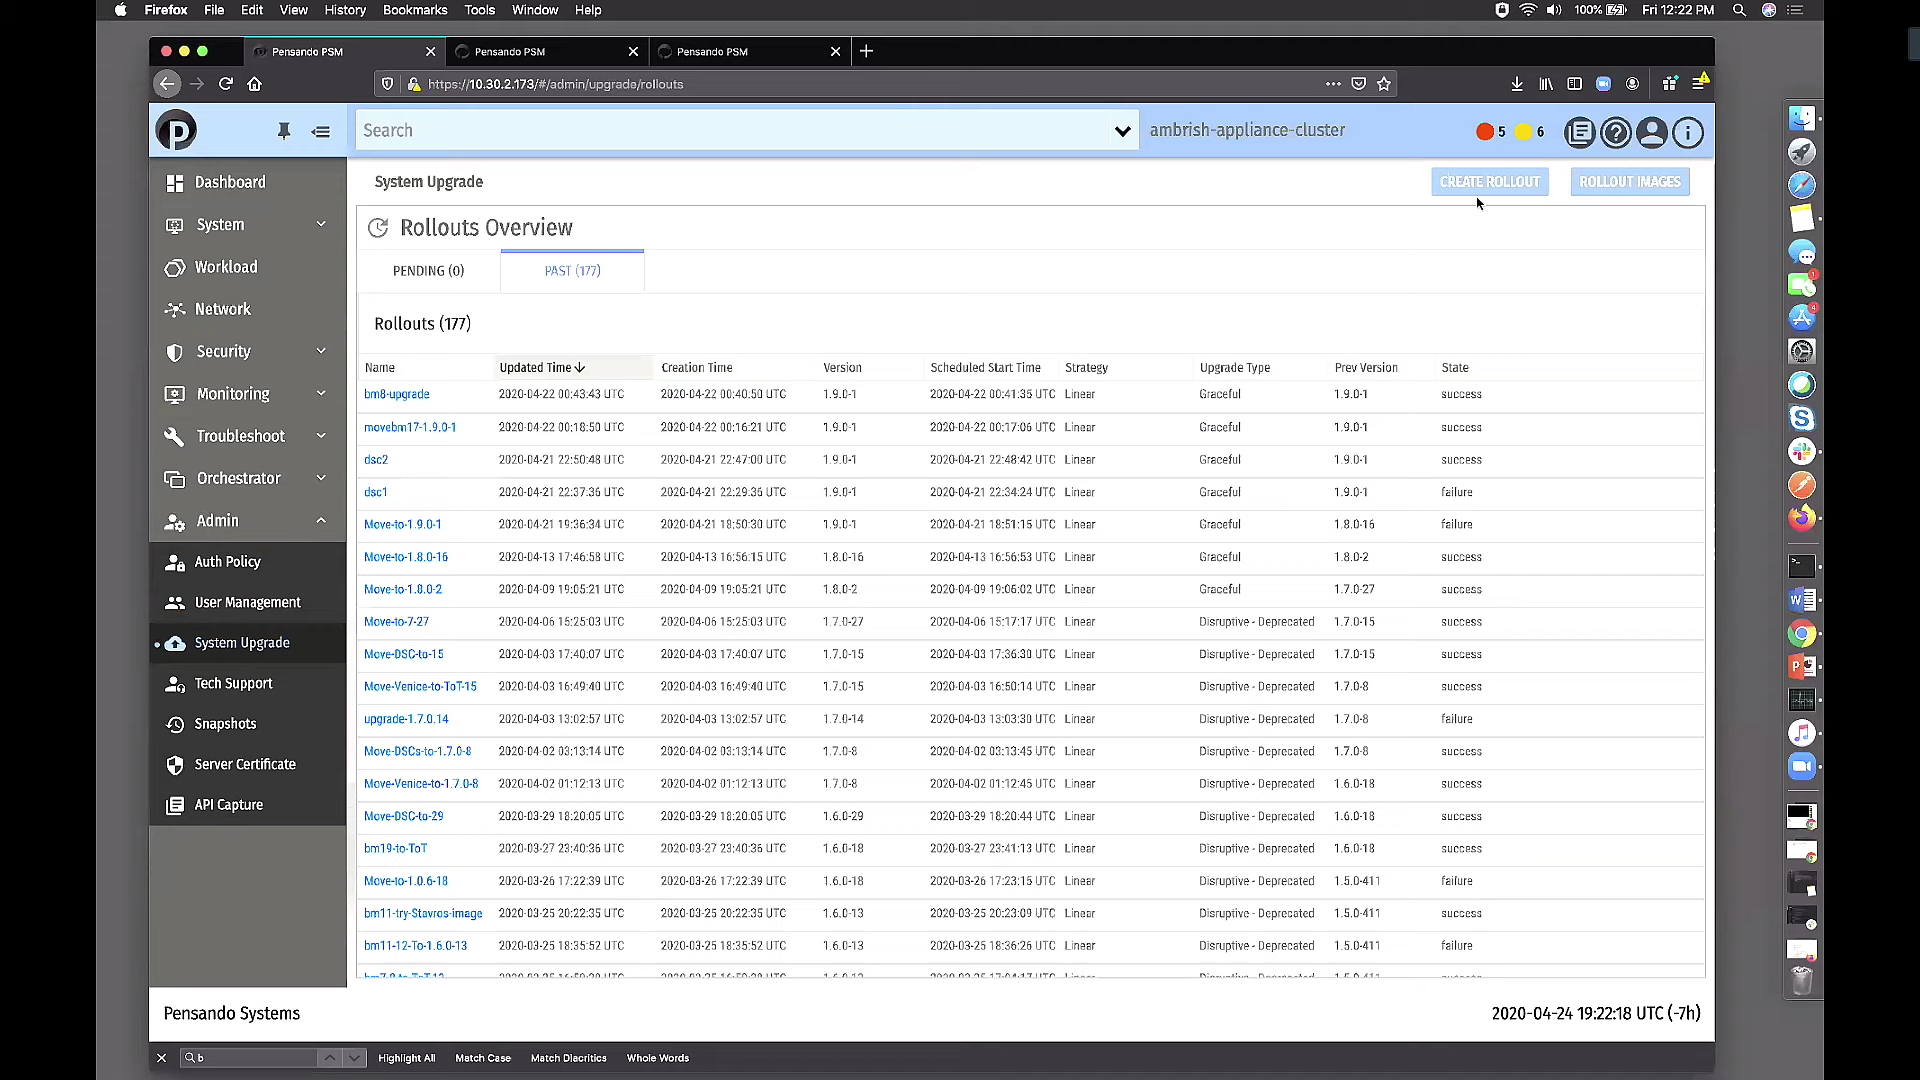 Firefox File Edit View History Bookmarks Tools Window Help 100% Fri 12:22 PM
Pensando PSM Pensando PSM Pensando PSM
https://10.30.2.173/#/admin/upgrade/rollouts
Search ambrish-appliance-cluster 5 6
Dashboard
System
Workload
Network
Security
Monitoring
Troubleshoot
Orchestrator
Admin
Auth Policy
User Management
System Upgrade
Tech Support
Snapshots
Server Certificate
API Capture
System Upgrade CREATE ROLLOUT ROLLOUT IMAGES
Rollouts Overview
PENDING (0) PAST (177)
Rollouts (177)
Name Updated Time Creation Time Version Scheduled Start Time Strategy Upgrade Type Prev Version State
bm8-upgrade 2020-04-22 00:43:43 UTC 2020-04-22 00:40:50 UTC 1.9.0-1 2020-04-22 00:41:35 UTC Linear Graceful 1.9.0-1 success
movebm17-1.9.0-1 2020-04-22 00:18:50 UTC 2020-04-22 00:16:21 UTC 1.9.0-1 2020-04-22 00:17:06 UTC Linear Graceful 1.9.0-1 success
dsc2 2020-04-21 22:50:48 UTC 2020-04-21 22:47:00 UTC 1.9.0-1 2020-04-21 22:48:42 UTC Linear Graceful 1.9.0-1 success
dsc1 2020-04-21 22:37:36 UTC 2020-04-21 22:29:36 UTC 1.9.0-1 2020-04-21 22:34:24 UTC Linear Graceful 1.9.0-1 failure
Move-to-1.9.0-1 2020-04-21 19:36:34 UTC 2020-04-21 18:50:30 UTC 1.9.0-1 2020-04-21 18:51:15 UTC Linear Graceful 1.8.0-16 failure
Move-to-1.8.0-16 2020-04-13 17:46:58 UTC 2020-04-13 16:56:15 UTC 1.8.0-16 2020-04-13 16:56:53 UTC Linear Graceful 1.8.0-2 success
Move-to-1.8.0-2 2020-04-09 19:05:21 UTC 2020-04-09 19:05:21 UTC 1.8.0-2 2020-04-09 19:06:02 UTC Linear Graceful 1.7.0-27 success
Move-to-7-27 2020-04-06 15:25:03 UTC 2020-04-06 15:25:03 UTC 1.7.0-27 2020-04-06 15:17:17 UTC Linear Disruptive - Deprecated 1.7.0-15 success
Move-DSC-to-15 2020-04-03 17:40:07 UTC 2020-04-03 17:40:07 UTC 1.7.0-15 2020-04-03 17:36:30 UTC Linear Disruptive - Deprecated 1.7.0-15 success
Move-Venice-to-ToT-15 2020-04-03 16:49:40 UTC 2020-04-03 16:49:40 UTC 1.7.0-15 2020-04-03 16:50:14 UTC Linear Disruptive - Deprecated 1.7.0-8 success
upgrade-1.7.0.14 2020-04-03 13:02:57 UTC 2020-04-03 13:02:57 UTC 1.7.0-14 2020-04-03 13:03:30 UTC Linear Disruptive - Deprecated 1.7.0-8 failure
Move-DSCs-to-1.7.0-8 2020-04-02 03:13:14 UTC 2020-04-02 03:13:14 UTC 1.7.0-8 2020-04-02 03:13:45 UTC Linear Disruptive - Deprecated 1.7.0-8 success
Move-Venice-to-1.7.0-8 2020-04-02 01:12:13 UTC 2020-04-02 01:12:13 UTC 1.7.0-8 2020-04-02 01:12:45 UTC Linear Disruptive - Deprecated 1.6.0-18 success
Move-DSC-to-29 2020-03-29 18:20:05 UTC 2020-03-29 18:20:05 UTC 1.6.0-29 2020-03-29 18:20:44 UTC Linear Disruptive - Deprecated 1.6.0-18 success
bm19-to-ToT 2020-03-27 23:40:36 UTC 2020-03-27 23:40:36 UTC 1.6.0-18 2020-03-27 23:41:13 UTC Linear Disruptive - Deprecated 1.6.0-18 success
Move-to-1.0.6-18 2020-03-26 17:22:39 UTC 2020-03-26 17:22:39 UTC 1.6.0-18 2020-03-26 17:23:15 UTC Linear Disruptive - Deprecated 1.5.0-411 failure
bm11-try-Stavros-image 2020-03-25 20:22:35 UTC 2020-03-25 20:22:35 UTC 1.6.0-13 2020-03-25 20:23:09 UTC Linear Disruptive - Deprecated 1.5.0-411 success
bm11-12-To-1.6.0-13 2020-03-25 18:35:52 UTC 2020-03-25 18:35:52 UTC 1.6.0-13 2020-03-25 18:36:26 UTC Linear Disruptive - Deprecated 1.5.0-411 failure
Pensando Systems 2020-04-24 19:22:18 UTC (-7h)
b Highlight All Match Case Match Diacritics Whole Words